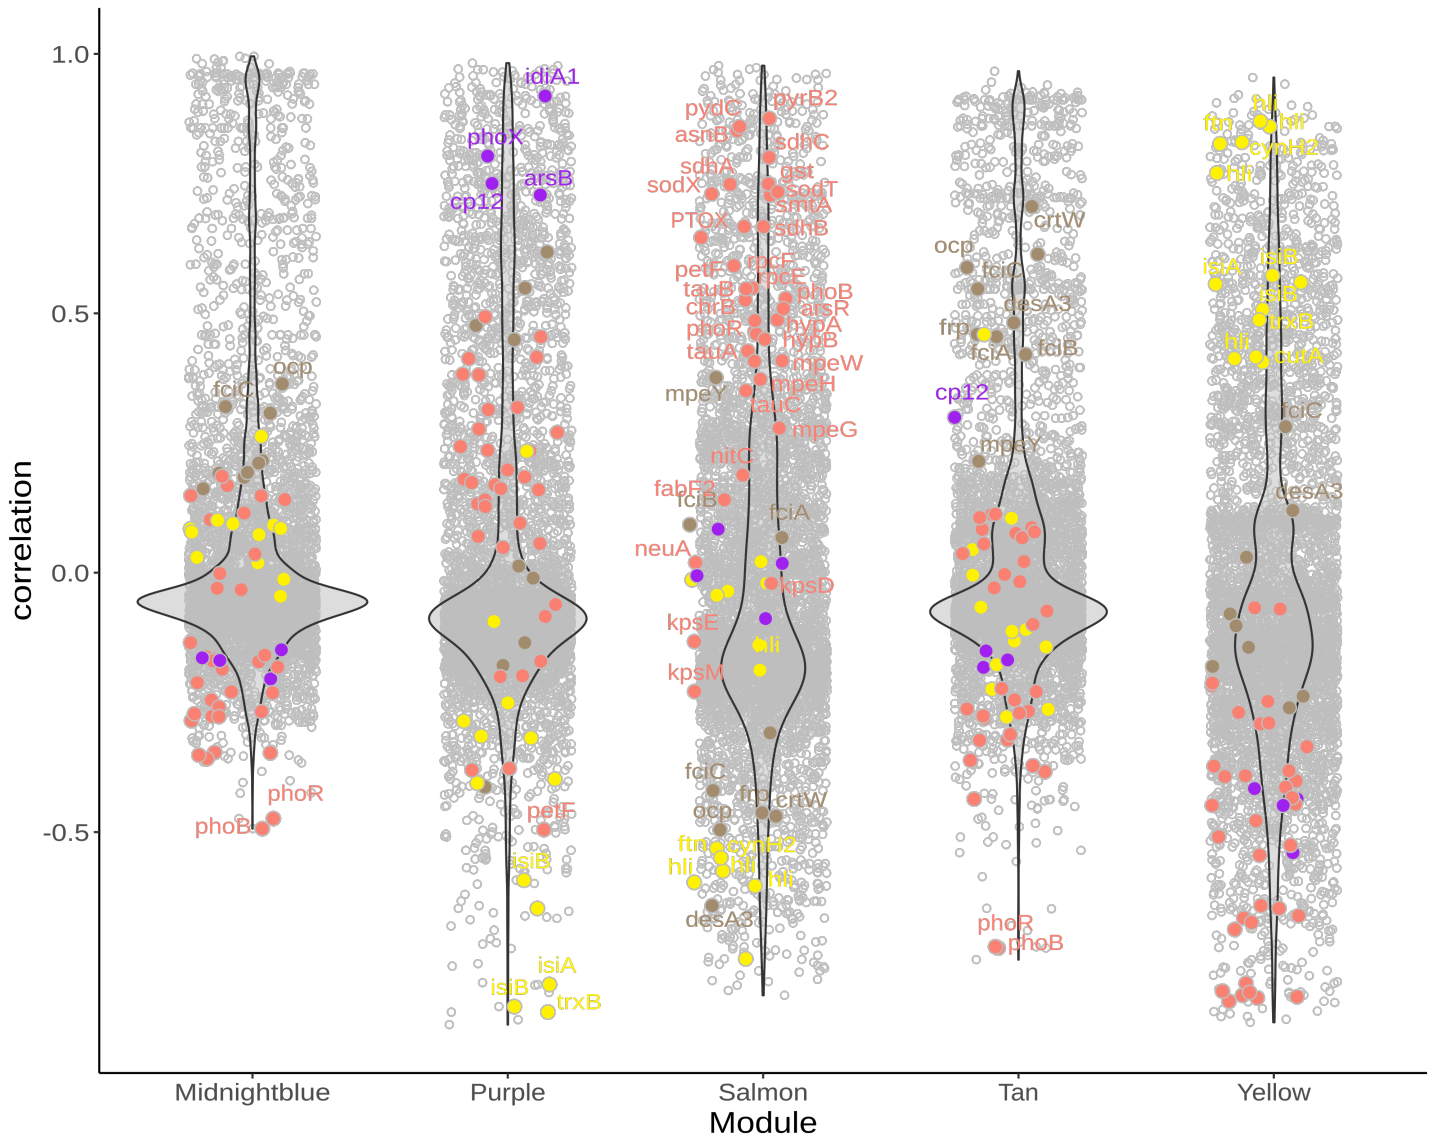 1.0
0.5
0.0
-0.5
correlation
ocp
fciC
phoR
phoB
idiA1
phoX
arsB
cp12
petF
isiB
isiA
isiB
trxB
pyrB2
pydC
asnB
sdhC
sdhA
gst
sodX
sodT
smtA
PTOX
sdhB
rpcF
petF
rpcE
tauB
phoB
chrB
arsR
phoR
hypA
hypB
tauA
mpeW
mpeH
mpeY
tauC
mpeG
nitC
fabF2
fciB
fciA
neuA
kpsD
kpsE
hli
kpsM
fciC
frp
crtW
ocp
ftn
cynH2
hli
hli
hli
desA3
crtW
ocp
fciC
desA3
frp
fciA
fciB
cp12
mpeY
phoR
phoB
hli
ftn
hli
cynH2
hli
isiB
isiA
isiB
trxB
hli
cutA
fciC
desA3
Midnightblue
Purple
Salmon
Tan
Yellow
Module